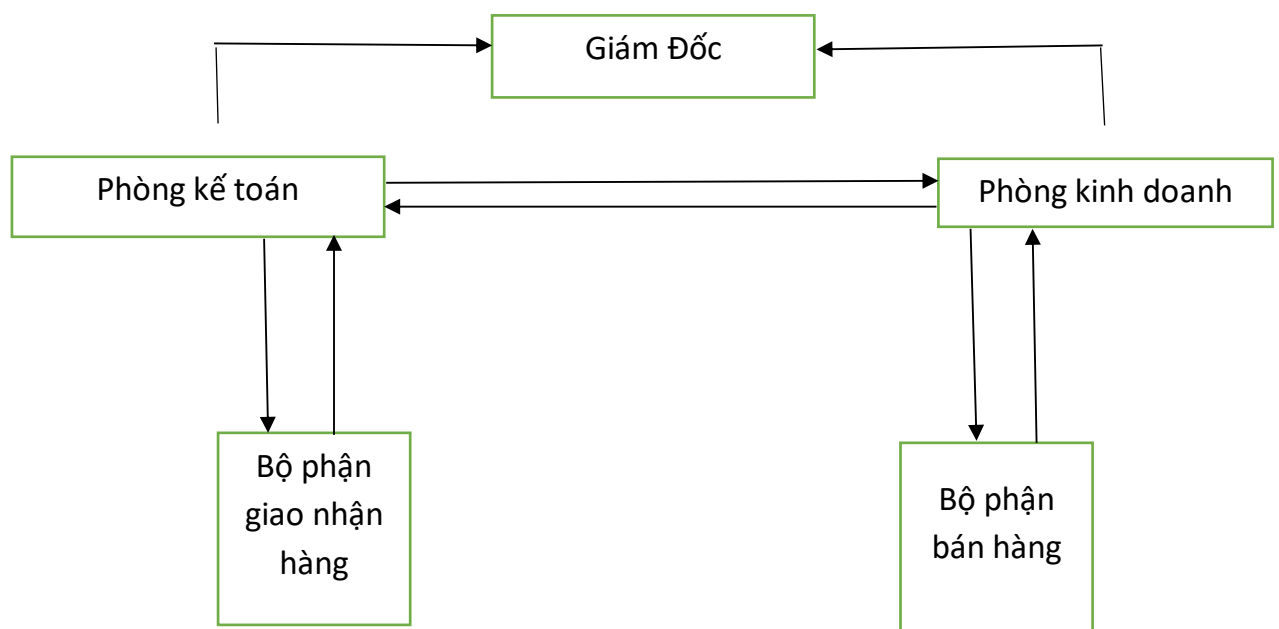 Giám Đốc
Phòng kế toán
Phòng kinh doanh
Bộ phận
giao nhận
hàng
Bộ phận
bán hàng